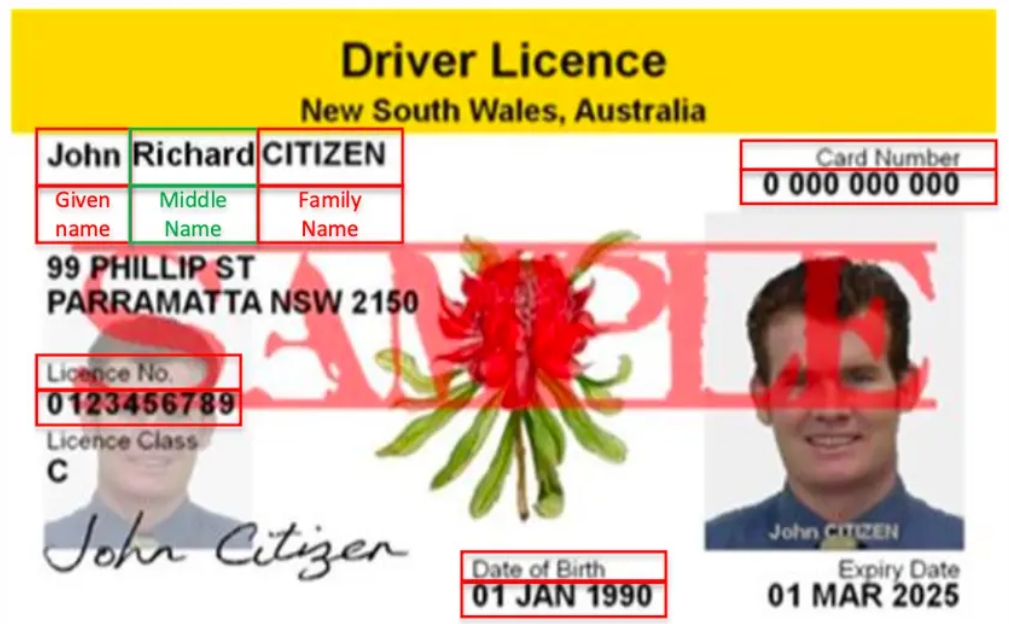 Driver Licence
New South Wales, Australia
John Richard CITIZEN
Given name
Middle Name
Family Name
Card Number
0 000 000 000
99 PHILLIP ST
PARRAMATTA NSW 2150
SAMPLE
Licence No.
0123456789
Licence Class
C
John Citizen
John CITIZEN
Date of Birth
01 JAN 1990
Expiry Date
01 MAR 2025